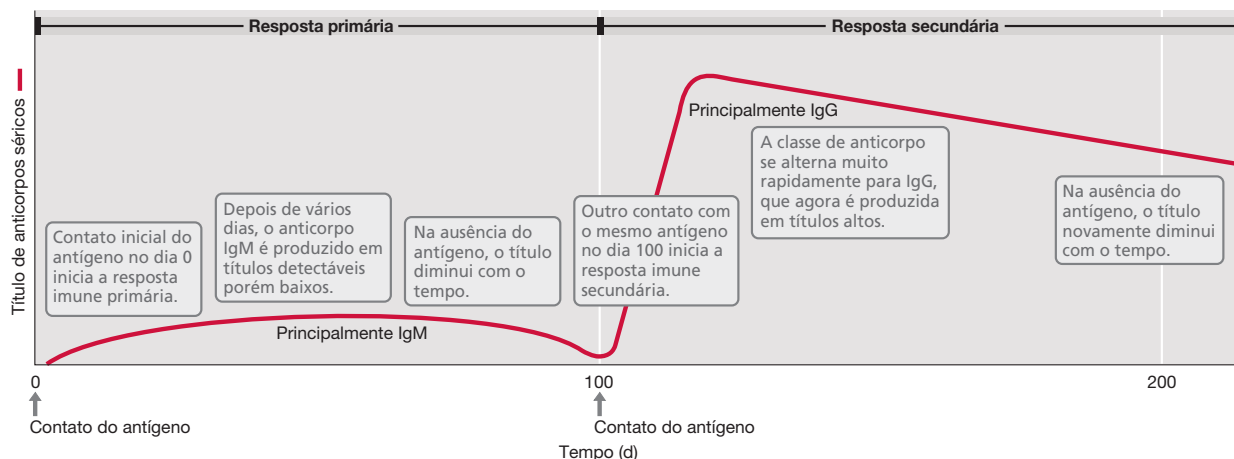 Resposta primária
Resposta secundária
Título de anticorpos séricos
Contato inicial do
antígeno no dia 0
inicia a resposta
imune primária.
Depois de vários
dias, o anticorpo
IgM é produzido em
títulos detectáveis
porém baixos.
Na ausência do
antígeno, o título
diminui com o
tempo.
Principalmente IgM
Outro contato com
o mesmo antígeno
no dia 100 inicia a
resposta imune
secundária.
Principalmente IgG
A classe de anticorpo
se alterna muito
rapidamente para IgG,
que agora é produzida
em títulos altos.
Na ausência do
antígeno, o título
novamente diminui
com o tempo.
0
100
200
Contato do antígeno
Contato do antígeno
Tempo (d)